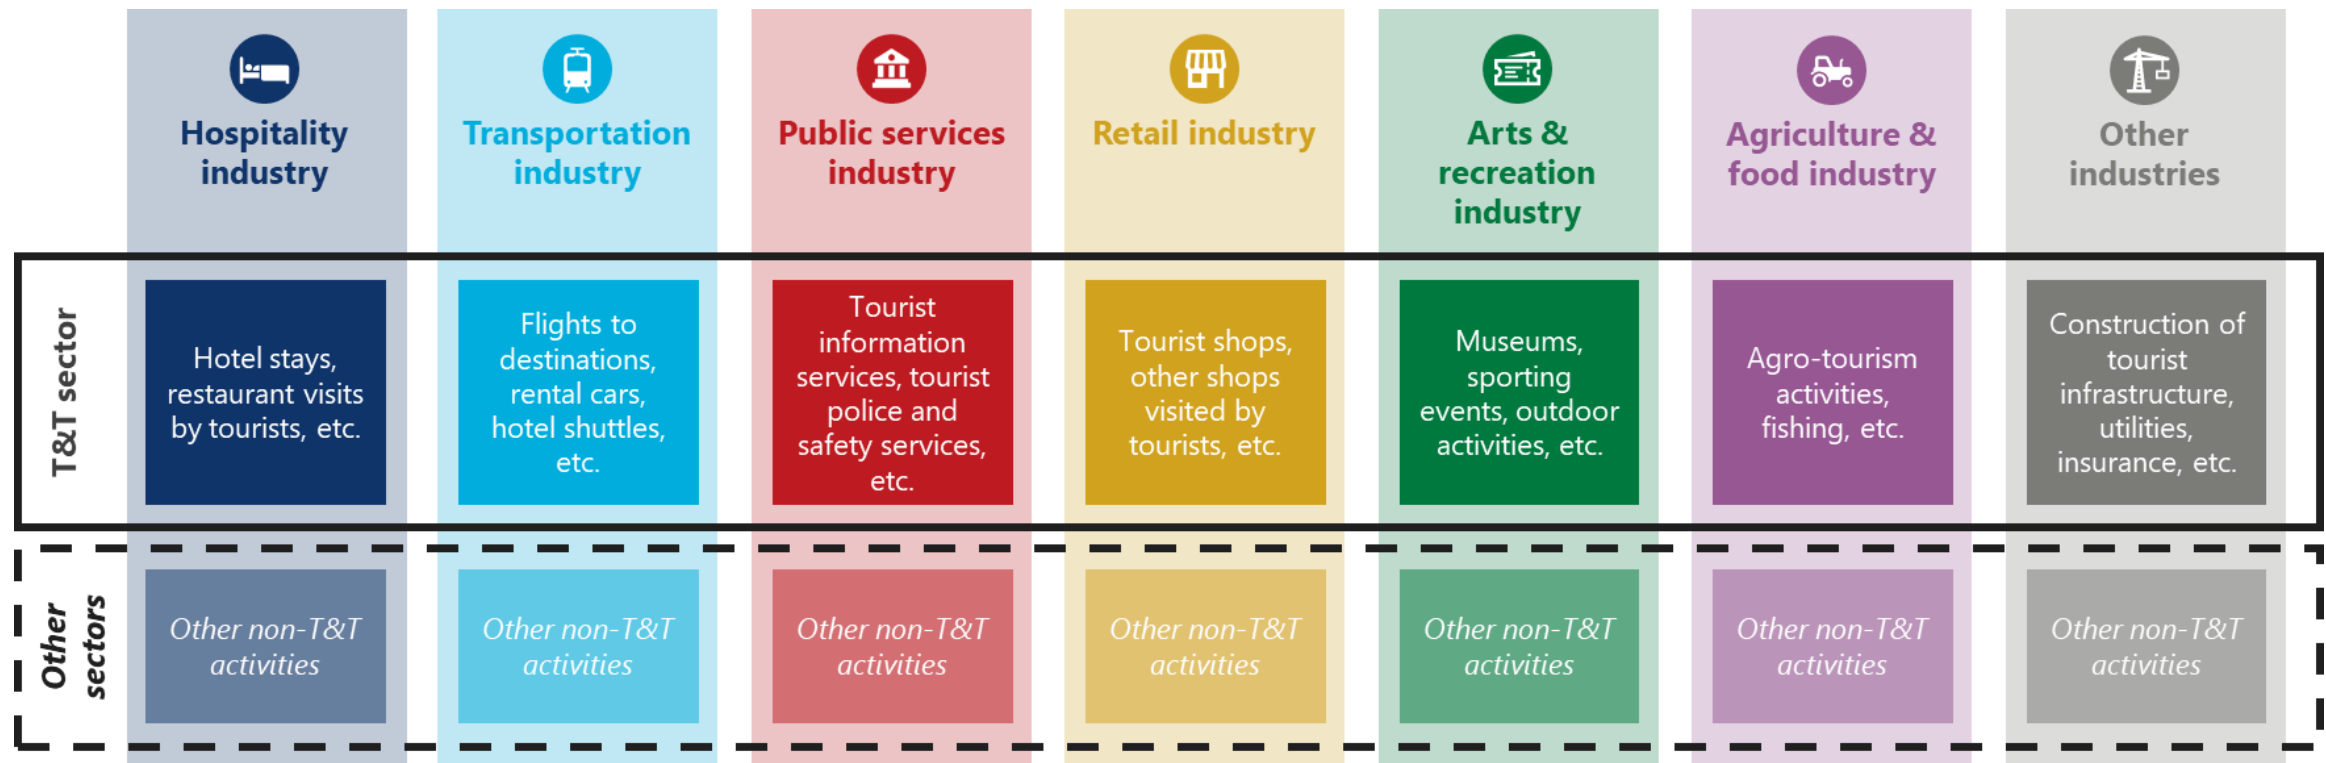 Hospitality
industry
Transportation
industry
Public services
industry
Retail industry
Arts &
recreation
industry
Agriculture &
food industry
Other
industries
T&T sector
Hotel stays,
restaurant visits
by tourists, etc.
Flights to
destinations,
rental cars,
hotel shuttles,
etc.
Tourist
information
services, tourist
police and
safety services,
etc.
Tourist shops,
other shops
visited by
tourists, etc.
Museums,
sporting
events, outdoor
activities, etc.
Agro-tourism
activities,
fishing, etc.
Construction of
tourist
infrastructure,
utilities,
insurance, etc.
Other
sectors
Other non-T&T
activities
Other non-T&T
activities
Other non-T&T
activities
Other non-T&T
activities
Other non-T&T
activities
Other non-T&T
activities
Other non-T&T
activities